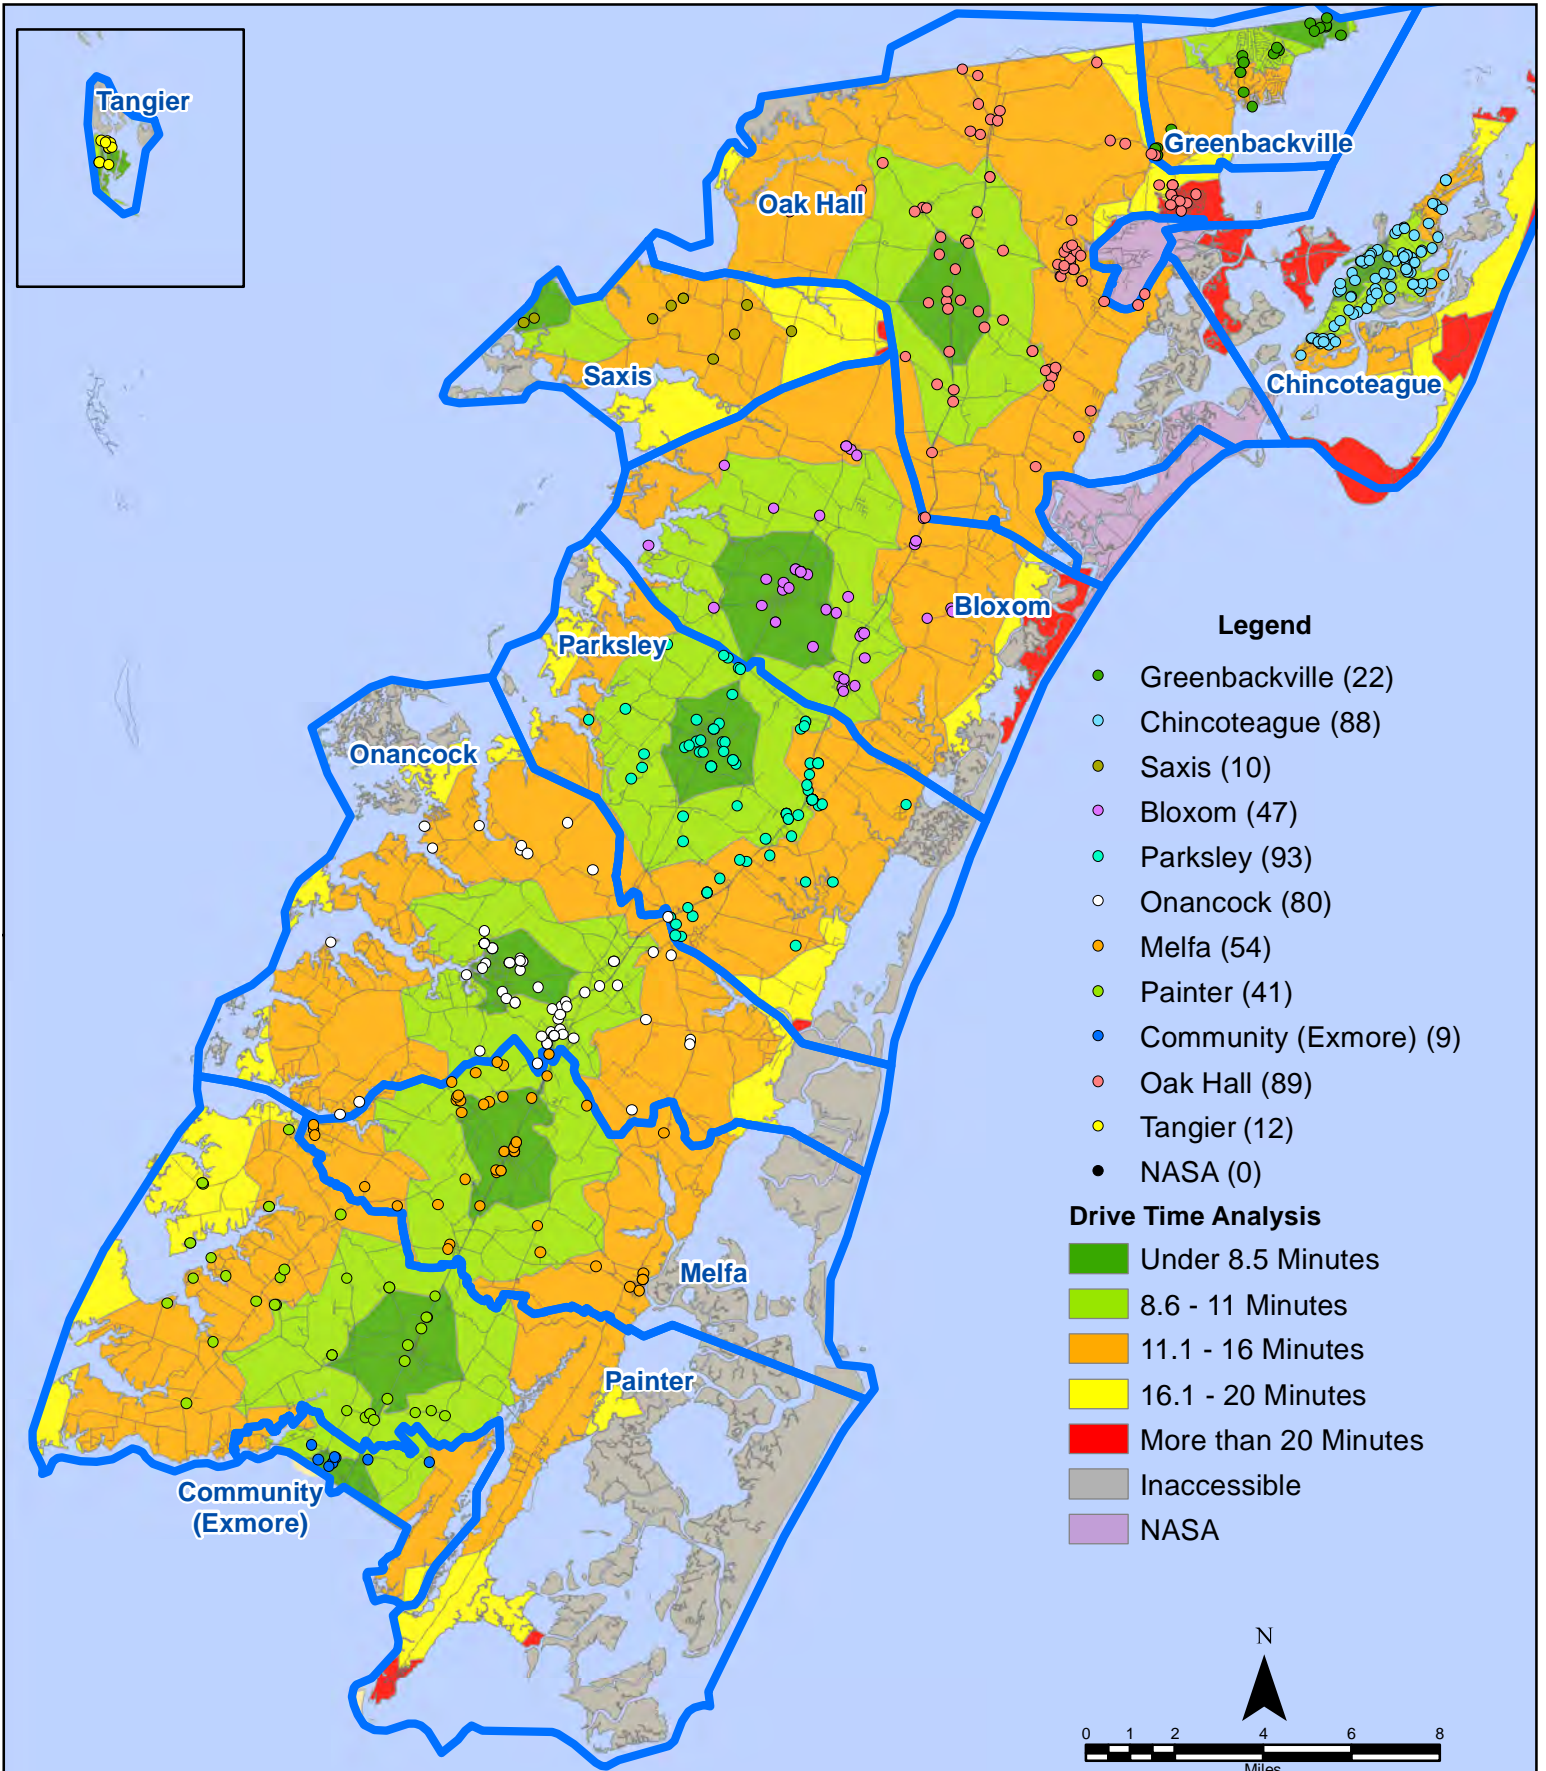 Tangier
Greenbackville
Oak Hall
Chincoteague
Saxis
Bloxom
Parksley
Onancock
Melfa
Painter
Community
(Exmore)
Legend
Greenbackville (22)
Chincoteague (88)
Saxis (10)
Bloxom (47)
Parksley (93)
Onancock (80)
Melfa (54)
Painter (41)
Community (Exmore) (9)
Oak Hall (89)
Tangier (12)
NASA (0)
Drive Time Analysis
Under 8.5 Minutes
8.6 - 11 Minutes
11.1 - 16 Minutes
16.1 - 20 Minutes
More than 20 Minutes
Inaccessible
NASA
N
0 1 2 4 6 8
Miles